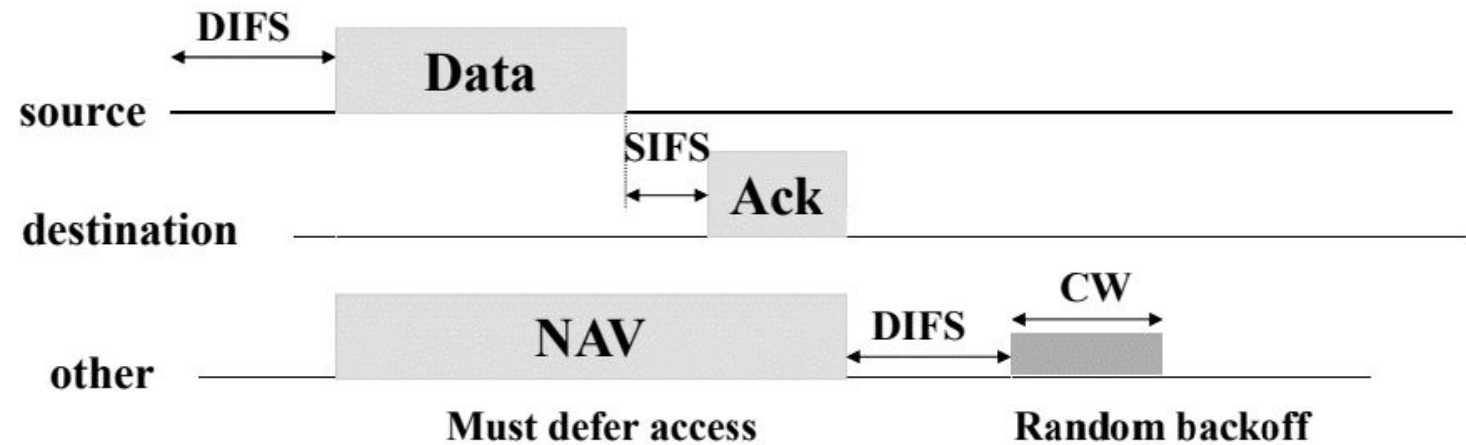 DIFS
Data
source
SIFS
Ack
destination
CW
NAV
DIFS
other
Must defer access
Random backoff